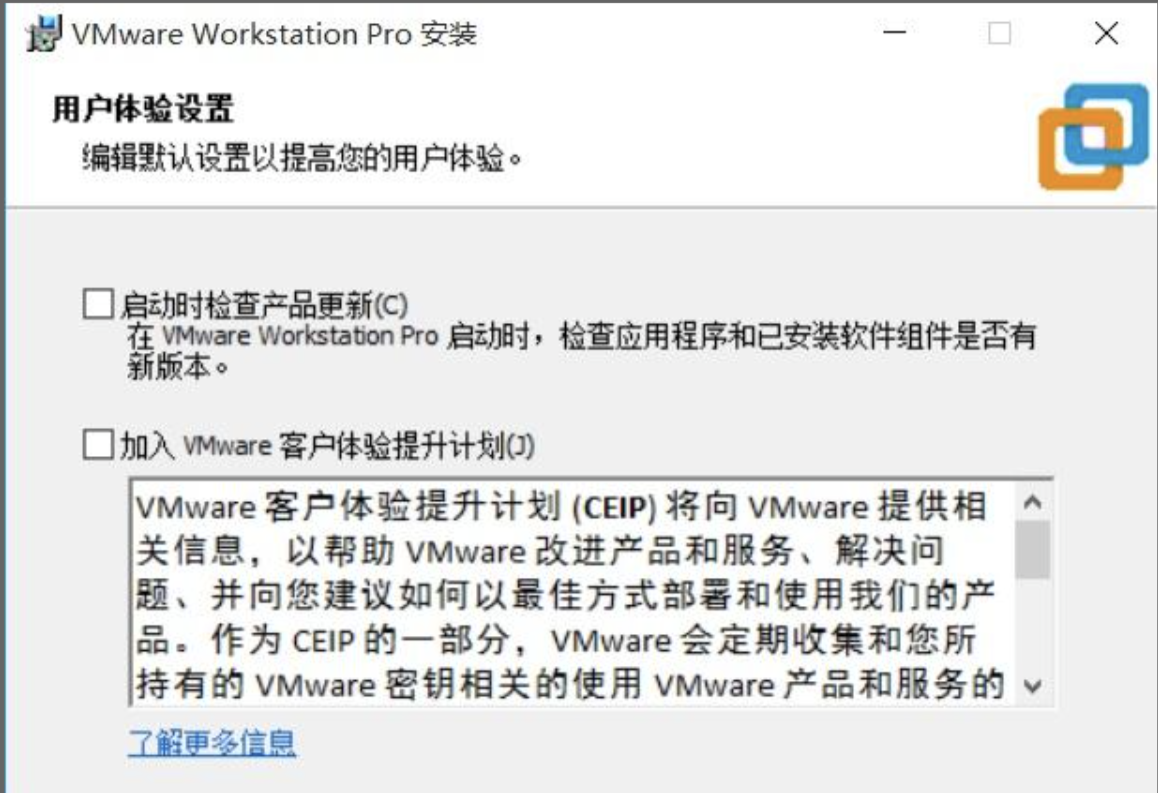 VMware Workstation Pro 安装
用户体验设置
编辑默认设置以提高您的用户体验。
启动时检查产品更新(C)
在 VMware Workstation Pro 启动时，检查应用程序和已安装软件组件是否有
新版本。
加入 VMware 客户体验提升计划(J)
VMware 客户体验提升计划 (CEIP) 将向 VMware 提供相
关信息，以帮助 VMware 改进产品和服务、解决问
题、并向您建议如何以最佳方式部署和使用我们的产
品。作为 CEIP 的一部分，VMware 会定期收集和您所
持有的 VMware 密钥相关的使用 VMware 产品和服务的
了解更多信息